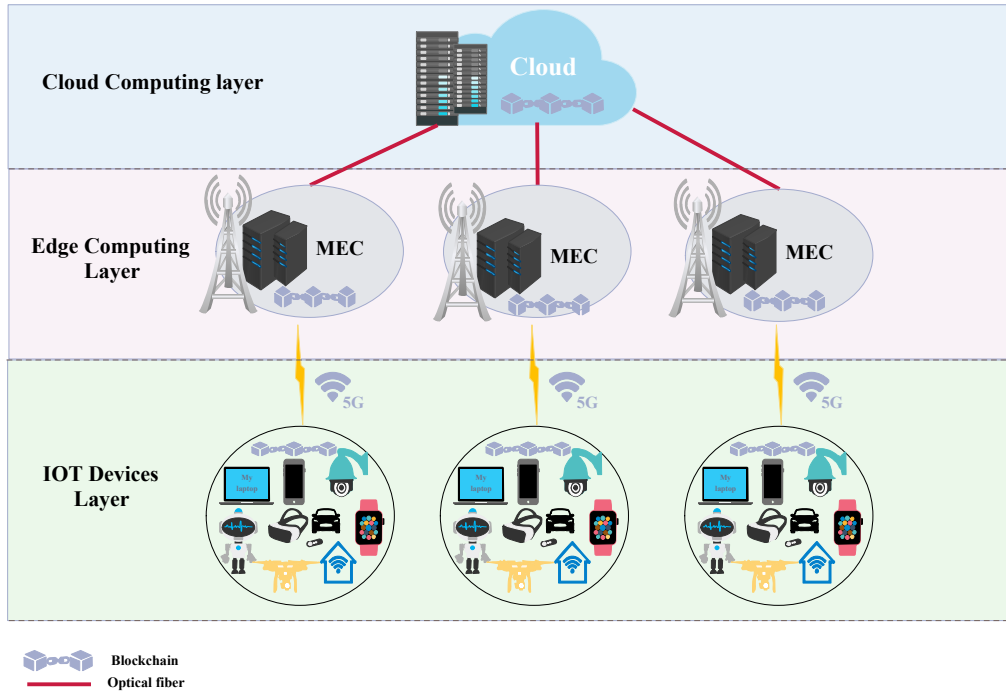 Cloud Computing layer
Cloud
Edge Computing
Layer
MEC
MEC
MEC
5G
5G
5G
IOT Devices
Layer
My
laptop
My
laptop
My
laptop
Blockchain
Optical fiber